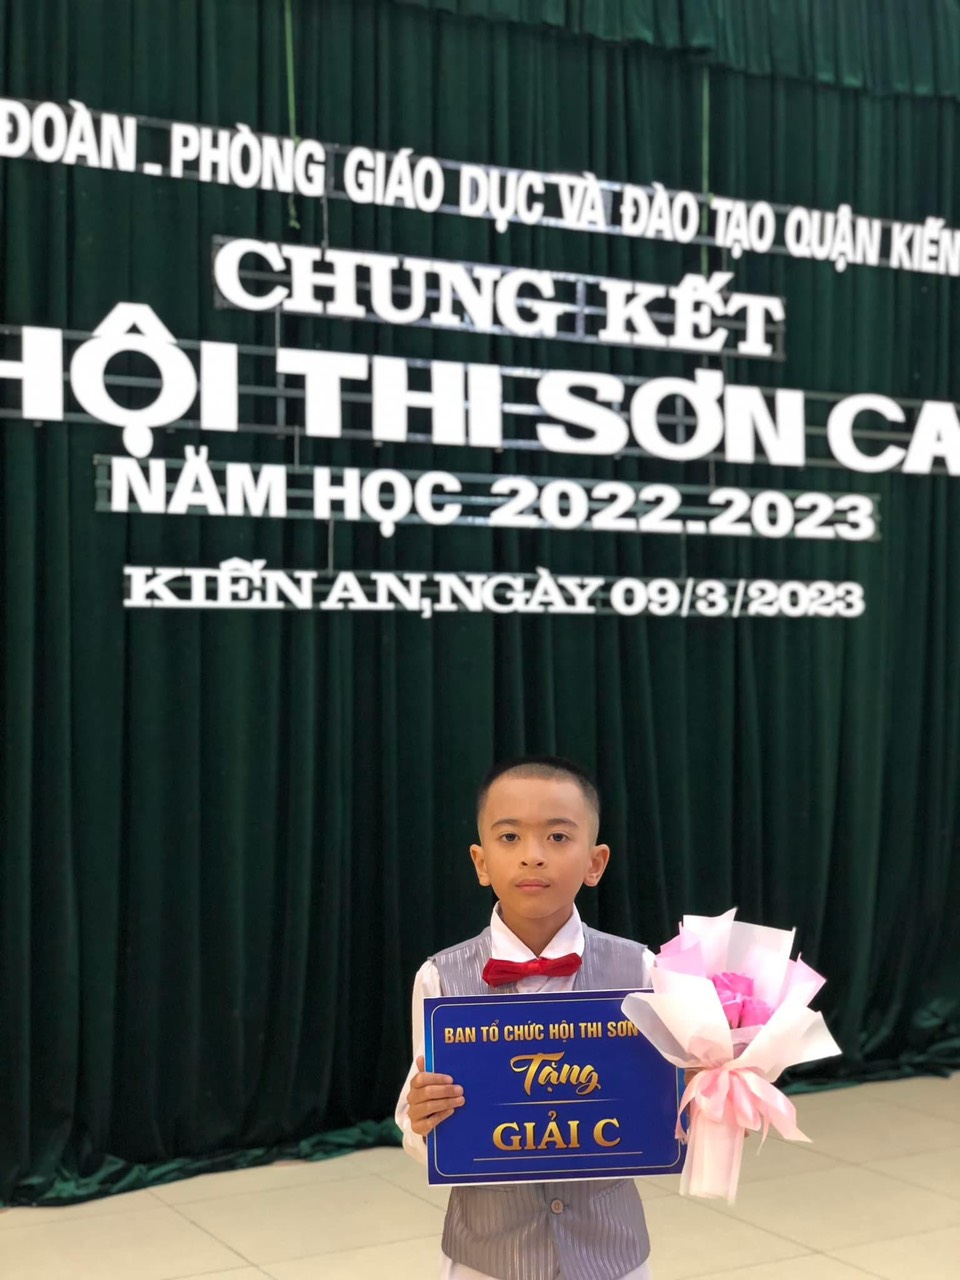 ĐOÀN - PHÒNG GIÁO DỤC VÀ ĐÀO TẠO QUẬN KIẾN
CHUNG KẾT
HỘI THI SƠN CA
NĂM HỌC 2022-2023
KIẾN AN, NGÀY 09/3/2023
BAN TỔ CHỨC HỘI THI SƠN
Tặng
GIẢI C